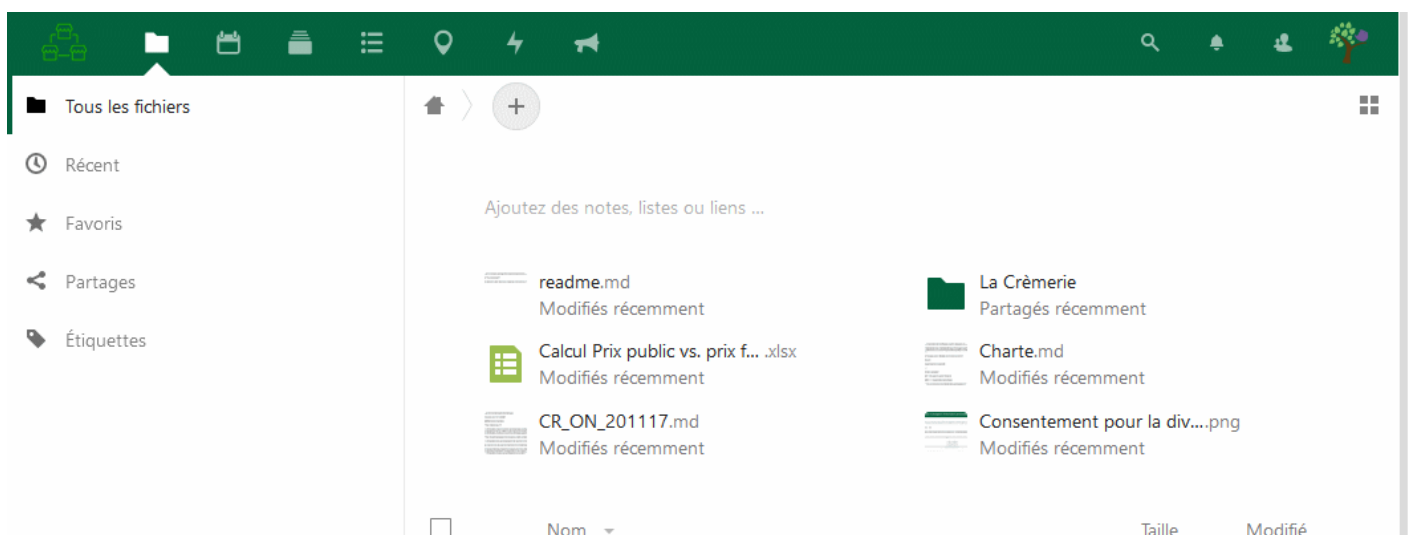 Tous les fichiers
Récent
Favoris
Partages
Étiquettes
Ajoutez des notes, listes ou liens ...
readme.md
Modifiés récemment
La Crèmerie
Partagés récemment
Calcul Prix public vs. prix f... .xlsx
Modifiés récemment
Charte.md
Modifiés récemment
CR_ON_201117.md
Modifiés récemment
Consentement pour la div....png
Modifiés récemment
Nom
Taille
Modifié